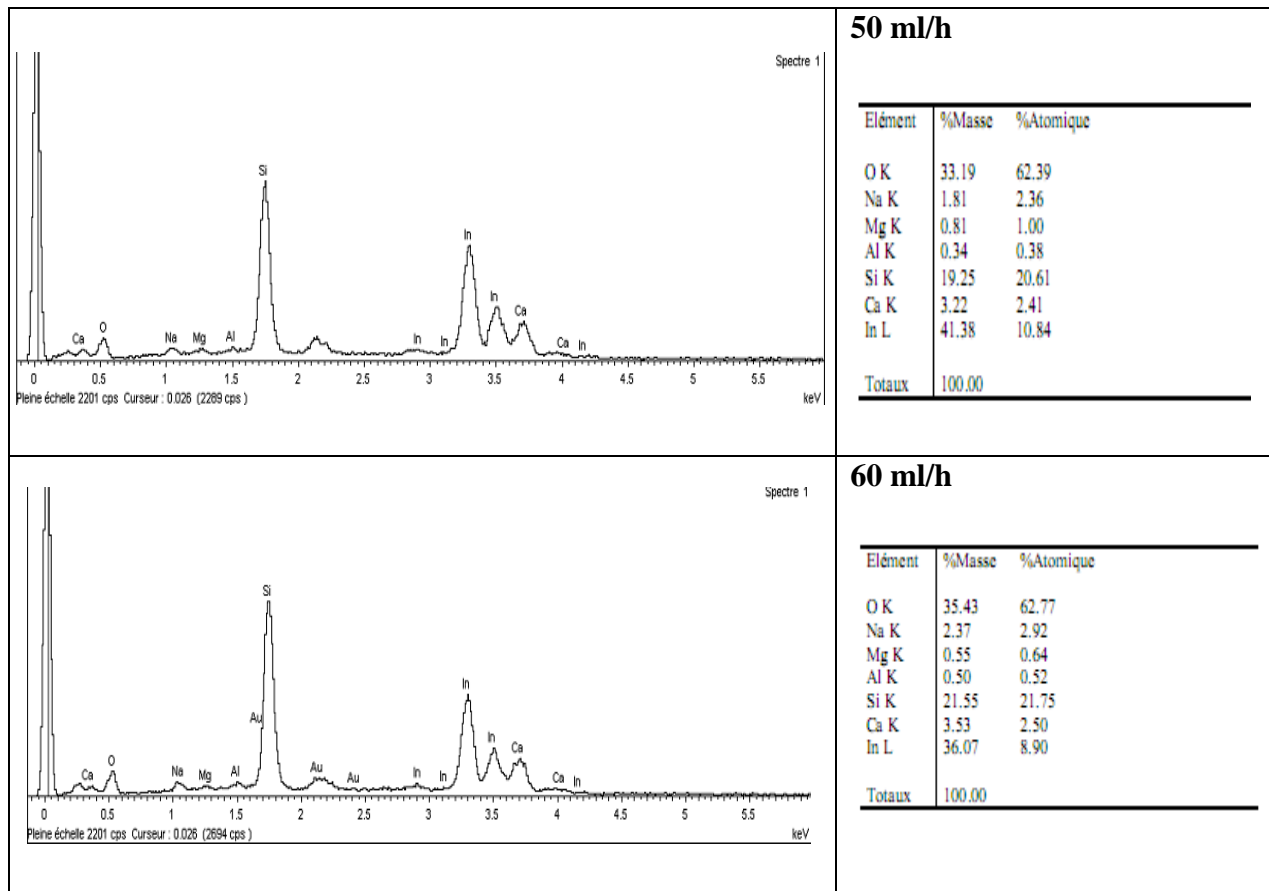 50 ml/h
Spectre 1
Si
In
In
Ca
Ca
O
Na
Mg
Al
In
In
Ca
In
0 0.5 1 1.5 2 2.5 3 3.5 4 4.5 5 5.5
Pleine échelle 2201 cps Curseur : 0.026 (2289 cps)
keV
Elément %Masse %Atomique
O K 33.19 62.39
Na K 1.81 2.36
Mg K 0.81 1.00
Al K 0.34 0.38
Si K 19.25 20.61
Ca K 3.22 2.41
In L 41.38 10.84
Totaux 100.00
60 ml/h
Spectre 1
Si
In
Au
In
Ca
Ca
O
Na
Mg
Al
Au
Au
In
In
Ca
In
0 0.5 1 1.5 2 2.5 3 3.5 4 4.5 5 5.5
Pleine échelle 2201 cps Curseur : 0.026 (2694 cps)
keV
Elément %Masse %Atomique
O K 35.43 62.77
Na K 2.37 2.92
Mg K 0.55 0.64
Al K 0.50 0.52
Si K 21.55 21.75
Ca K 3.53 2.50
In L 36.07 8.90
Totaux 100.00